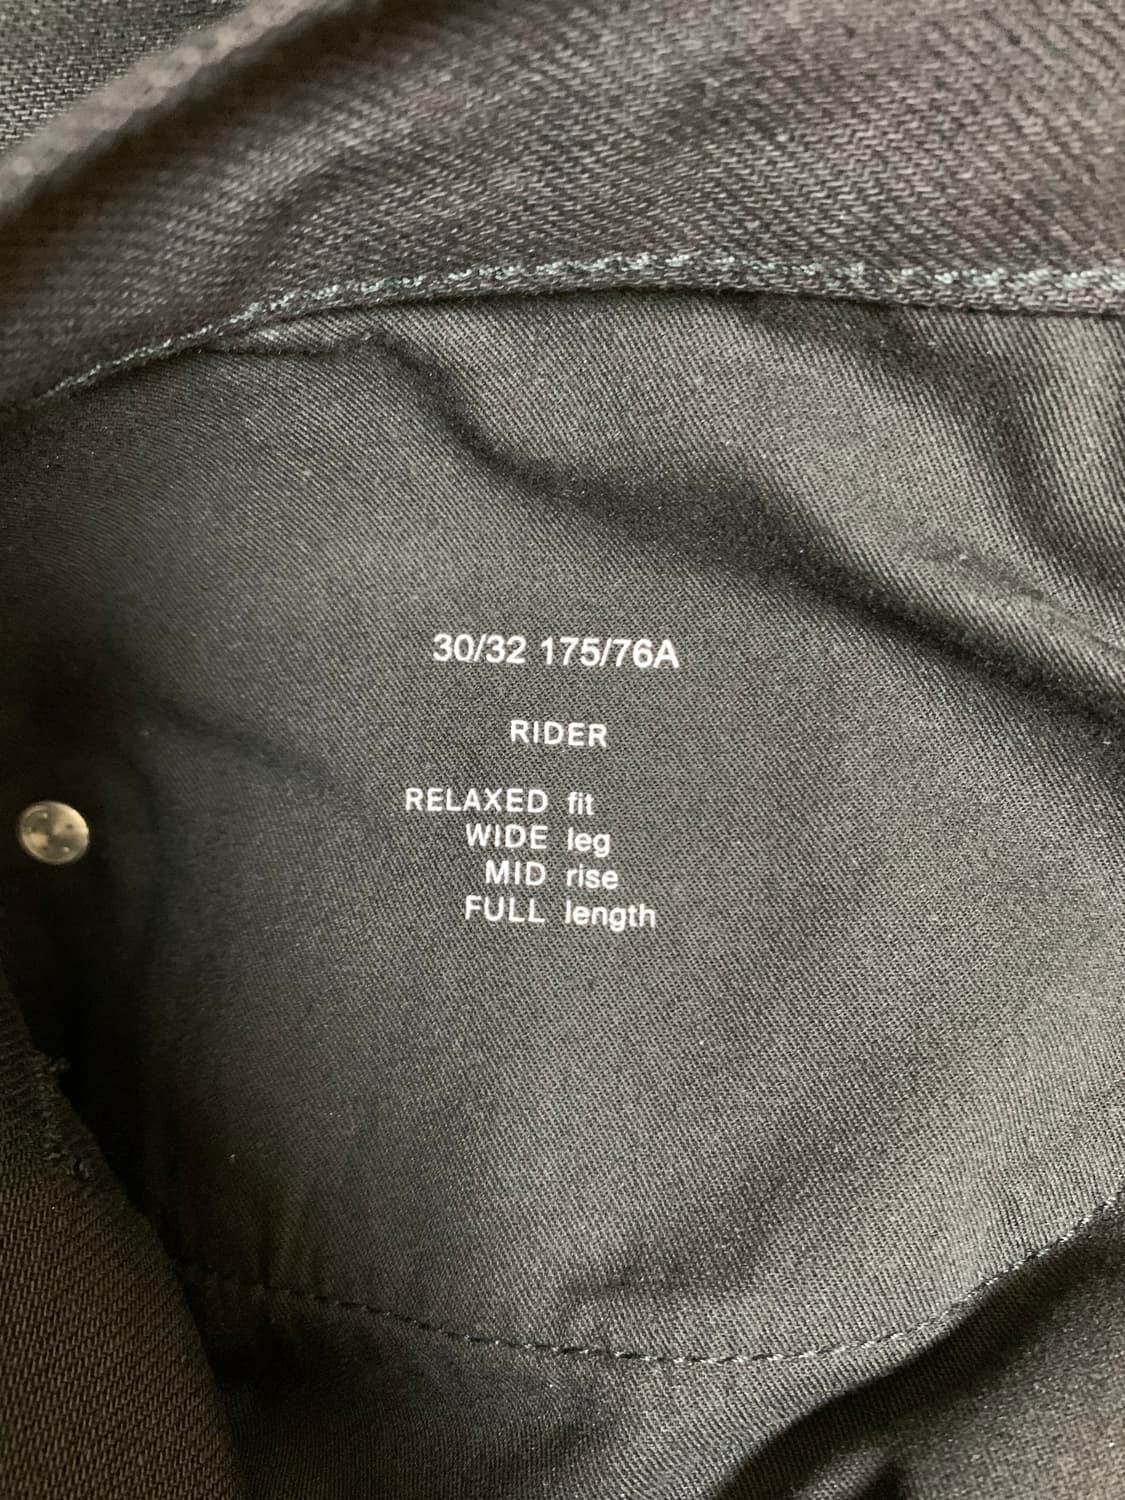 30/32 175/76A
RIDER
RELAXED fit
WIDE leg
MID rise
FULL length